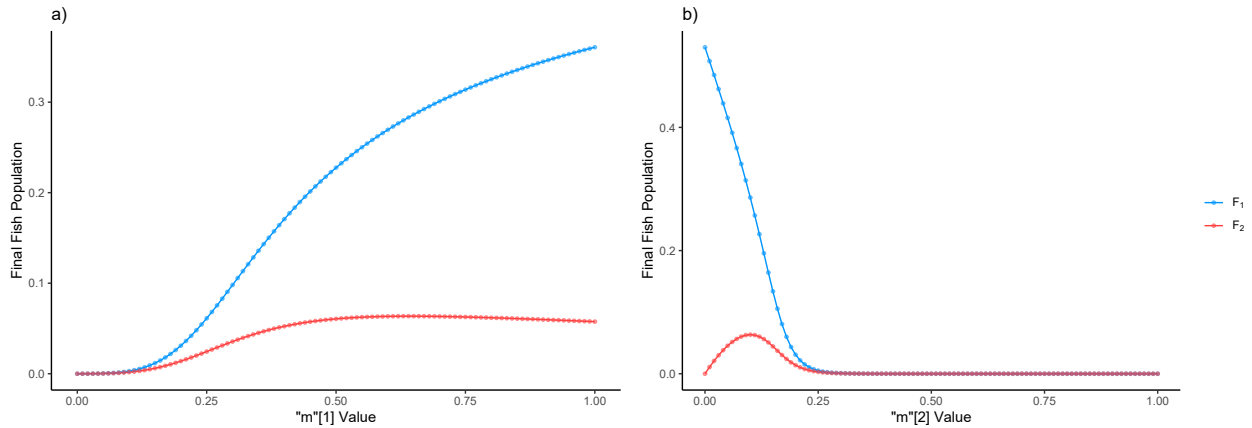 a)
Final Fish Population
0.3
0.2
0.1
0.0
0.00 0.25 0.50 0.75 1.00
"m"[1] Value
b)
Final Fish Population
0.4
0.2
0.0
0.00 0.25 0.50 0.75 1.00
"m"[2] Value
F₁
F₂